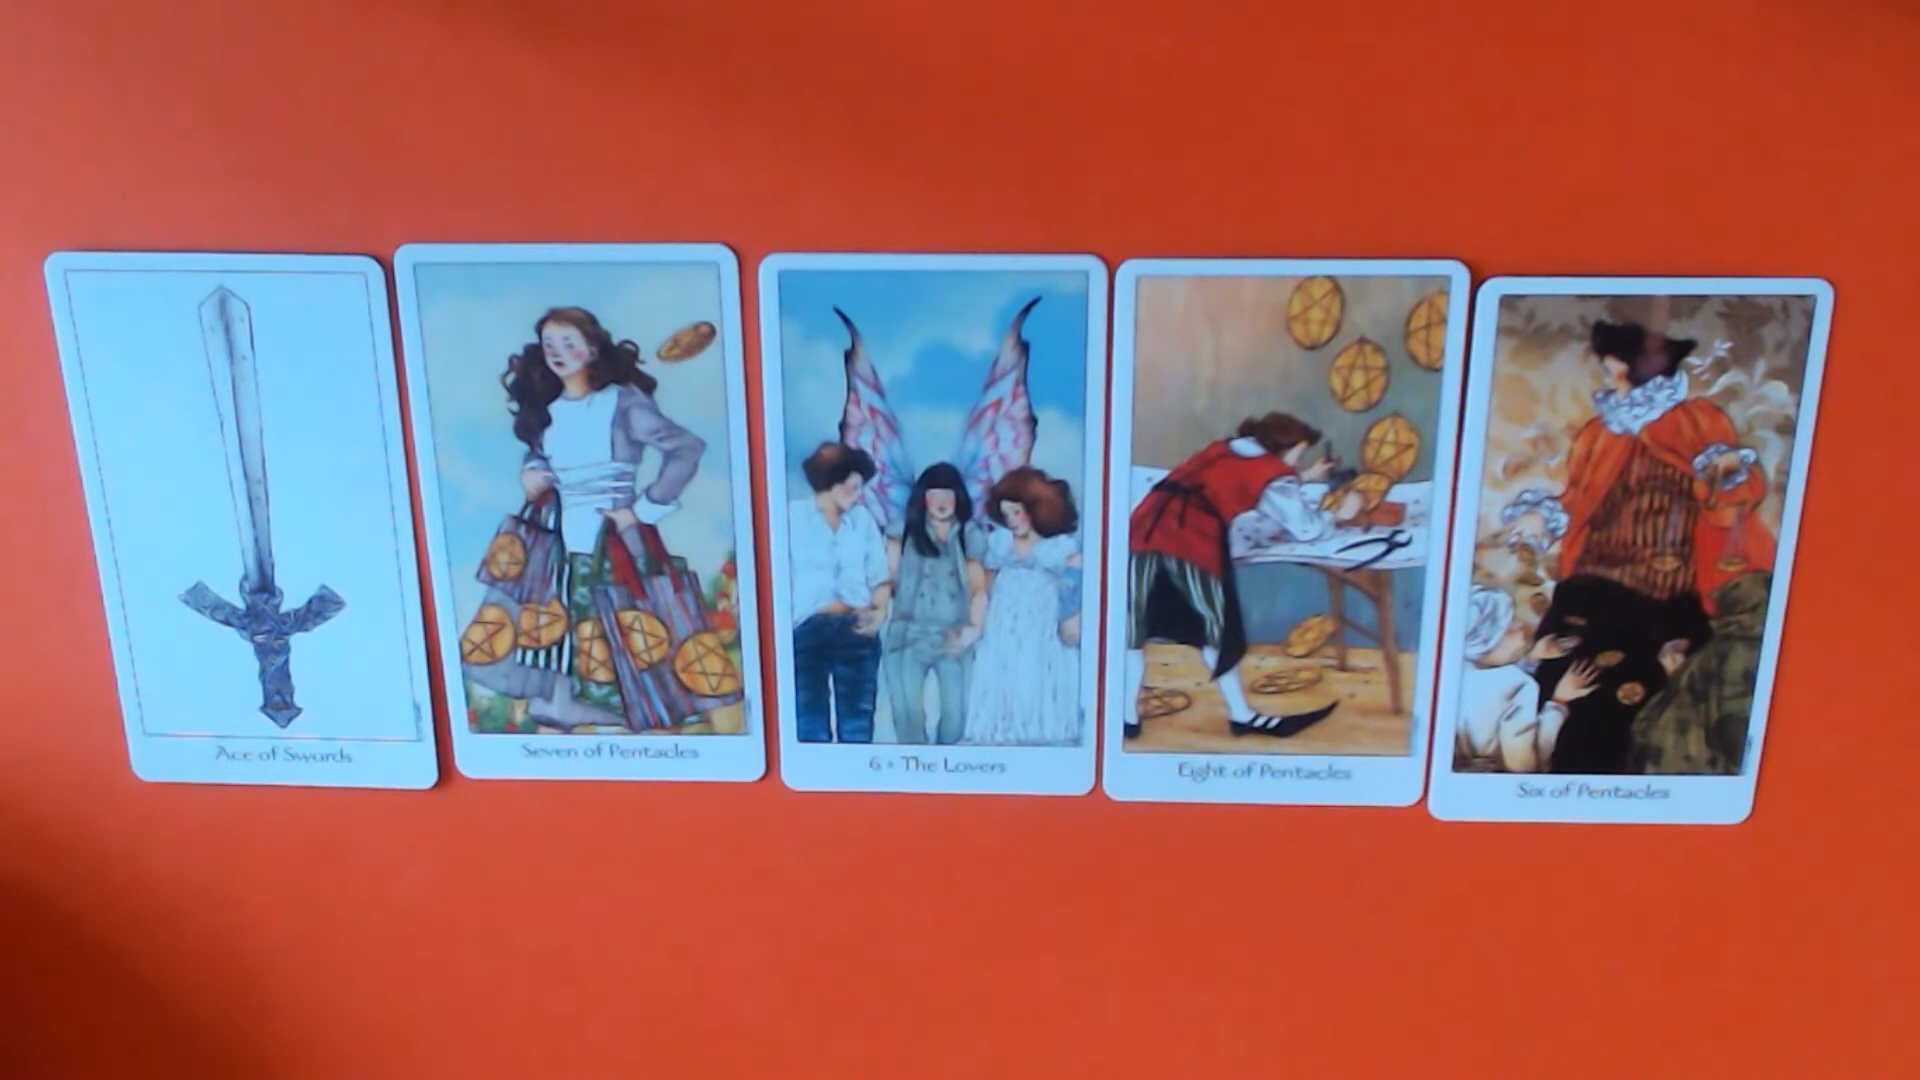 Ace of Swords
Seven of Pentacles
6 • The Lovers
Eight of Pentacles
Six of Pentacles